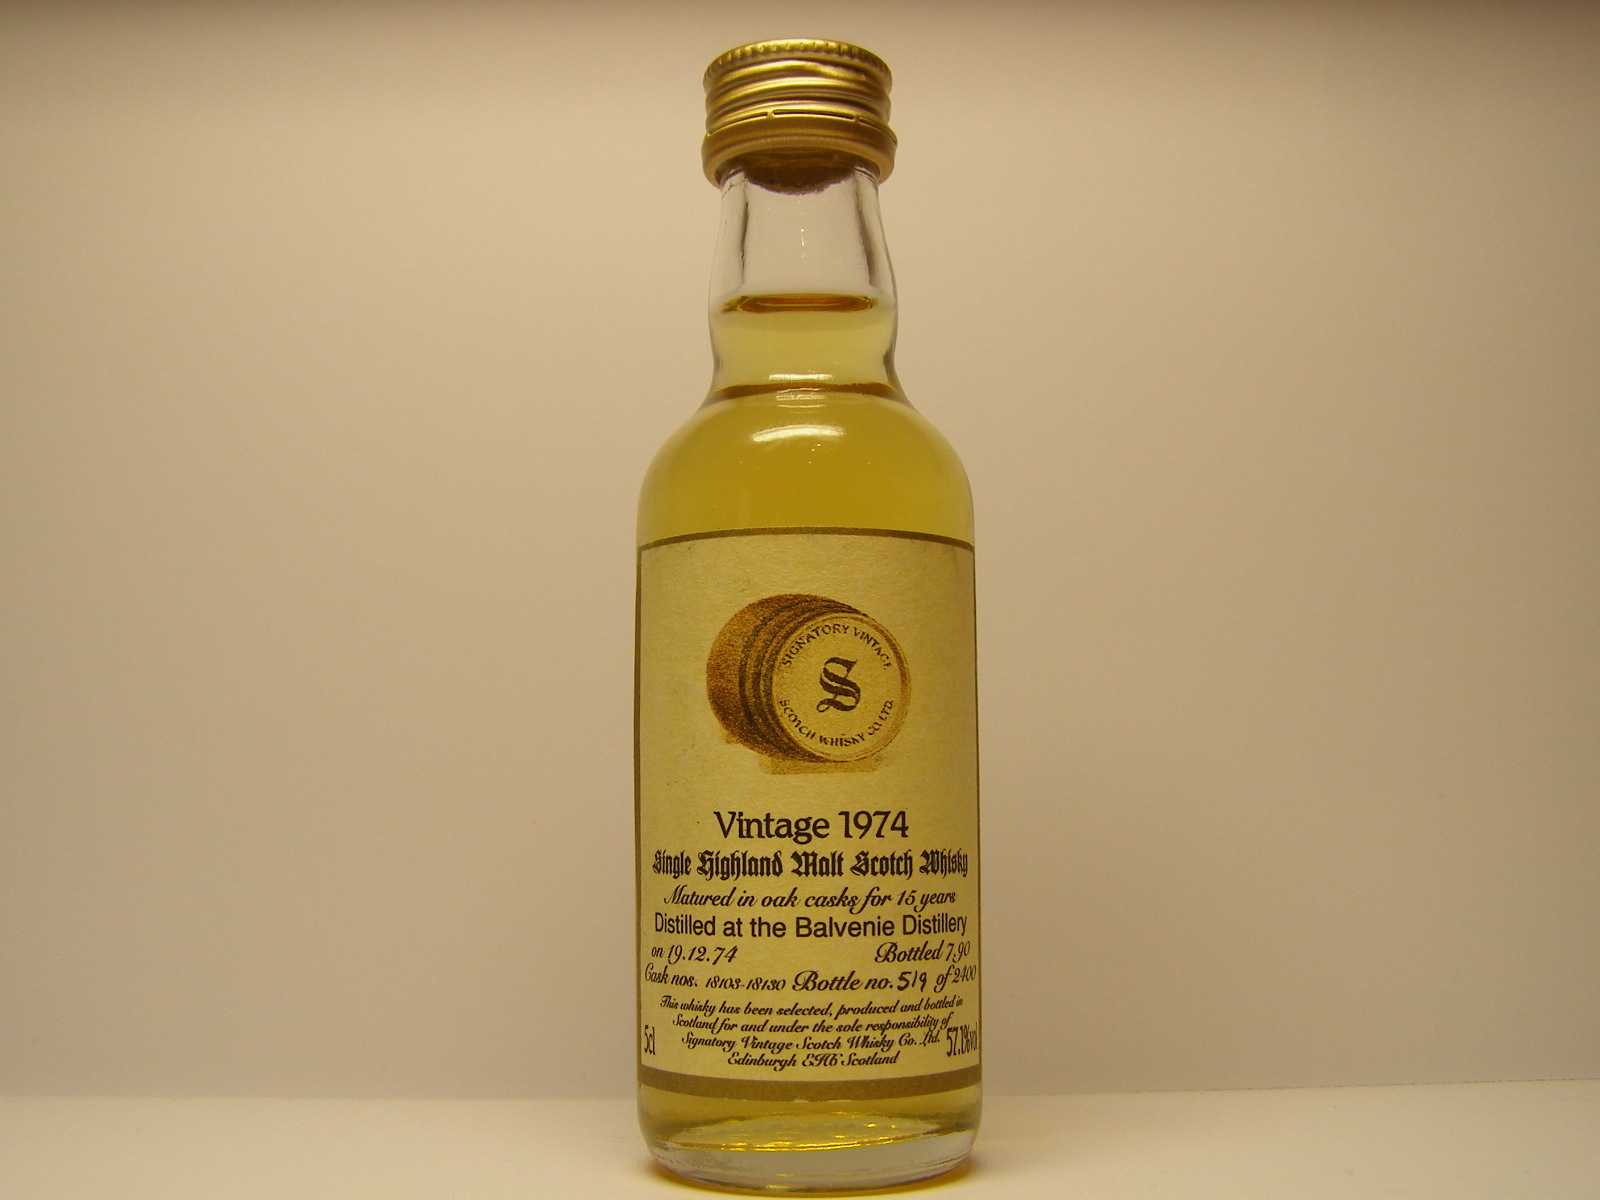 SIGNATORY VINTAGE
S
SCOTCH WHISKY CO. LTD.
Vintage 1974
Single Highland Malt Scotch Whisky
Matured in oak casks for 15 years
Distilled at the Balvenie Distillery
on 19.12.74 Bottled 7.90
Cask nos. 18103-18130 Bottle no. 519 of 2400
This whisky has been selected, produced and bottled in
Scotland for and under the sole responsibility of
Signatory Vintage Scotch Whisky Co. Ltd.
Edinburgh EH6 Scotland
5cl 57.1%vol